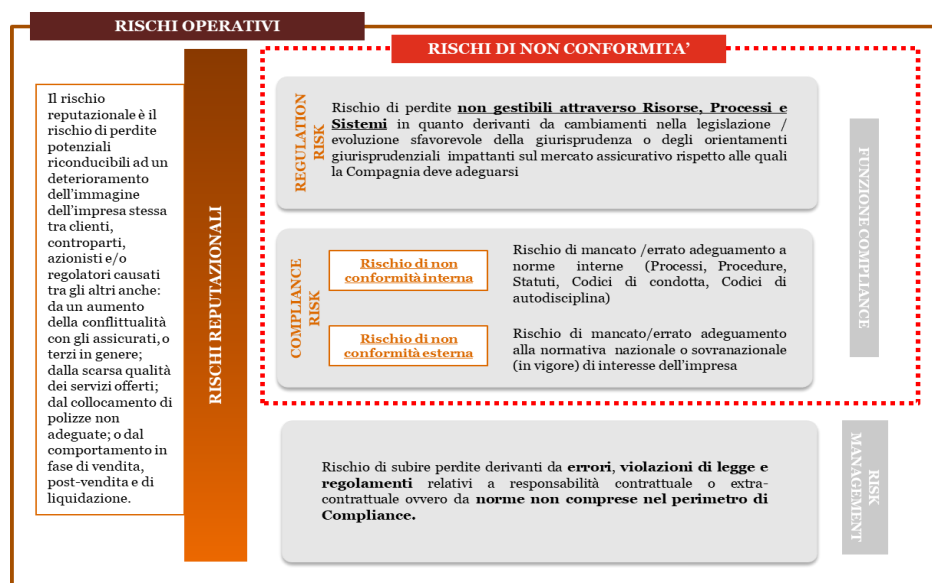 RISCHI OPERATIVI
RISCHI DI NON CONFORMITA’
Il rischio
reputazionale è il
rischio di perdite
potenziali
riconducibili ad un
deterioramento
dell’immagine
dell’impresa stessa
tra clienti,
controparti,
azionisti e/o
regolatori causati
tra gli altri anche:
da un aumento
della conflittualità
con gli assicurati, o
terzi in genere;
dalla scarsa qualità
dei servizi offerti;
dal collocamento di
polizze non
adeguate; o dal
comportamento in
fase di vendita,
post-vendita e di
liquidazione.
RISCHI REPUTAZIONALI
REGULATION
RISK
Rischio di perdite non gestibili attraverso Risorse, Processi e
Sistemi in quanto derivanti da cambiamenti nella legislazione /
evoluzione sfavorevole della giurisprudenza o degli orientamenti
giurisprudenziali impattanti sul mercato assicurativo rispetto alle quali
la Compagnia deve adeguarsi
COMPLIANCE
RISK
Rischio di non
conformità interna
Rischio di mancato /errato adeguamento a
norme interne (Processi, Procedure,
Statuti, Codici di condotta, Codici di
autodisciplina)
Rischio di non
conformità esterna
Rischio di mancato/errato adeguamento
alla normativa nazionale o sovranazionale
(in vigore) di interesse dell’impresa
FUNZIONE COMPLIANCE
Rischio di subire perdite derivanti da errori, violazioni di legge e
regolamenti relativi a responsabilità contrattuale o extra-
contrattuale ovvero da norme non comprese nel perimetro di
Compliance.
RISK
MANAGEMENT